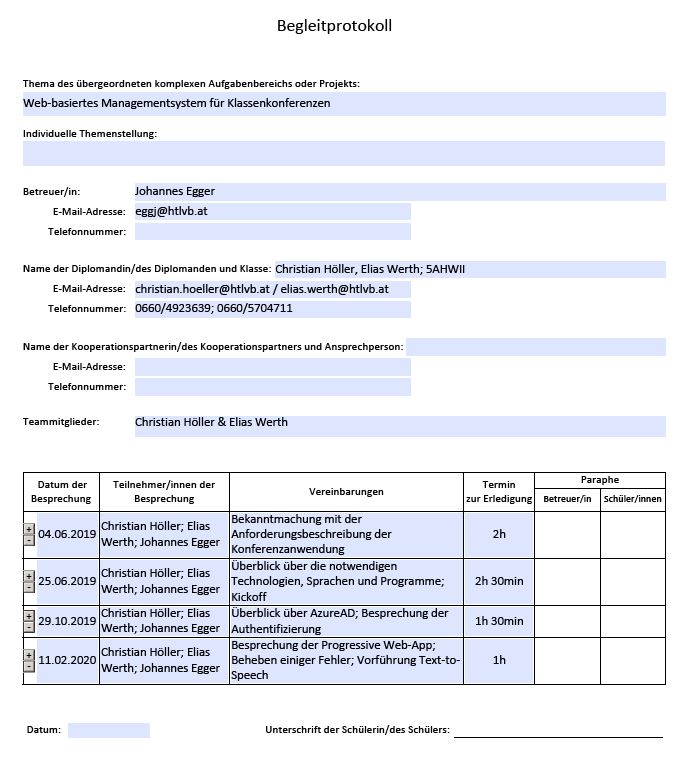 Begleitprotokoll
Thema des übergeordneten komplexen Aufgabenbereichs oder Projekts:
Web-basiertes Managementsystem für Klassenkonferenzen
Individuelle Themenstellung:
Betreuer/in: Johannes Egger
E-Mail-Adresse: eggj@htlvb.at
Telefonnummer:
Name der Diplomandin/des Diplomanden und Klasse: Christian Höller, Elias Werth; 5AHWII
E-Mail-Adresse: christian.hoeller@htlvb.at / elias.werth@htlvb.at
Telefonnummer: 0660/4923639; 0660/5704711
Name der Kooperationspartnerin/des Kooperationspartners und Ansprechperson:
E-Mail-Adresse:
Telefonnummer:
Teammitglieder: Christian Höller & Elias Werth
Datum der
Besprechung
Teilnehmer/innen der
Besprechung
Vereinbarungen
Termin
zur Erledigung
Paraphe
Betreuer/in
Schüler/innen
+
-
04.06.2019
Christian Höller; Elias
Werth; Johannes Egger
Bekanntmachung mit der
Anforderungsbeschreibung der
Konferenzanwendung
2h
+
-
25.06.2019
Christian Höller; Elias
Werth; Johannes Egger
Überblick über die notwendigen
Technologien, Sprachen und Programme;
Kickoff
2h 30min
+
-
29.10.2019
Christian Höller; Elias
Werth; Johannes Egger
Überblick über AzureAD; Besprechung der
Authentifizierung
1h 30min
+
-
11.02.2020
Christian Höller; Elias
Werth; Johannes Egger
Besprechung der Progressive Web-App;
Beheben einiger Fehler; Vorführung Text-to-
Speech
1h
Datum:
Unterschrift der Schülerin/des Schülers: